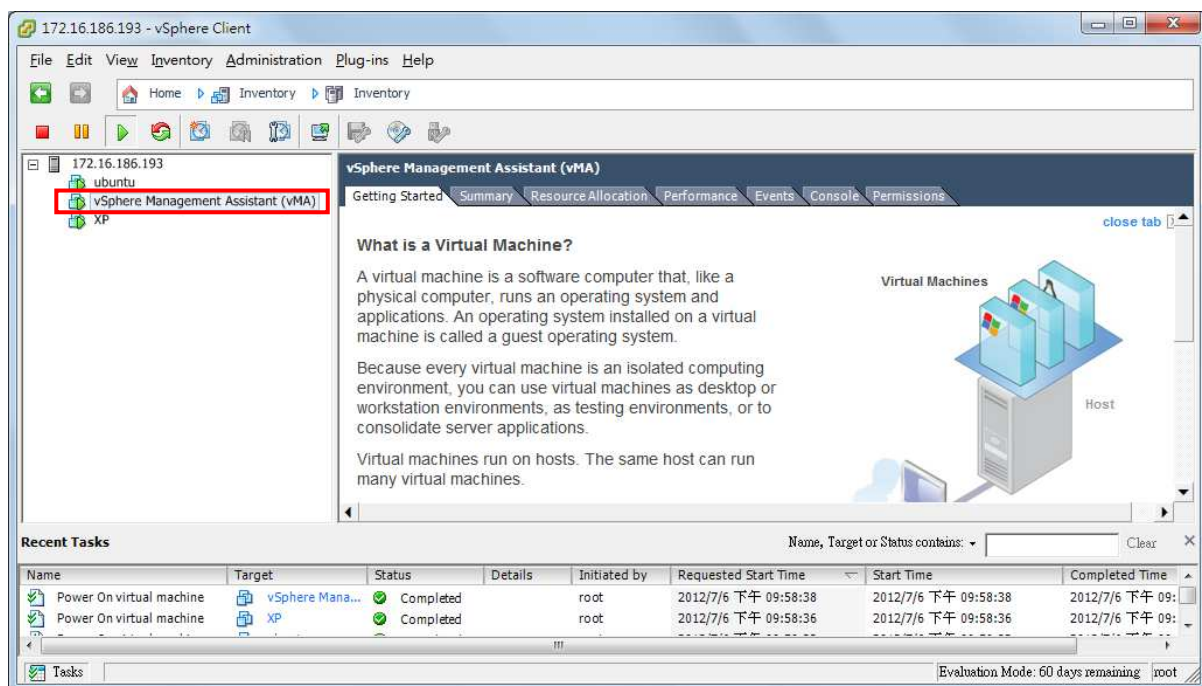 172.16.186.193 - vSphere Client
File Edit View Inventory Administration Plug-ins Help
Home Inventory Inventory
172.16.186.193
ubuntu
vSphere Management Assistant (vMA)
XP
vSphere Management Assistant (vMA)
Getting Started Summary Resource Allocation Performance Events Console Permissions
close tab
What is a Virtual Machine?
A virtual machine is a software computer that, like a
physical computer, runs an operating system and
applications. An operating system installed on a virtual
machine is called a guest operating system.
Because every virtual machine is an isolated computing
environment, you can use virtual machines as desktop or
workstation environments, as testing environments, or to
consolidate server applications.
Virtual machines run on hosts. The same host can run
many virtual machines.
Virtual Machines
Host
Recent Tasks
Name, Target or Status contains:
Clear
Name Target Status Details Initiated by Requested Start Time Start Time Completed Time
Power On virtual machine vSphere Mana... Completed root 2012/7/6 下午 09:58:38 2012/7/6 下午 09:58:38 2012/7/6 下午 09:
Power On virtual machine XP Completed root 2012/7/6 下午 09:58:36 2012/7/6 下午 09:58:36 2012/7/6 下午 09:
Tasks
Evaluation Mode: 60 days remaining root